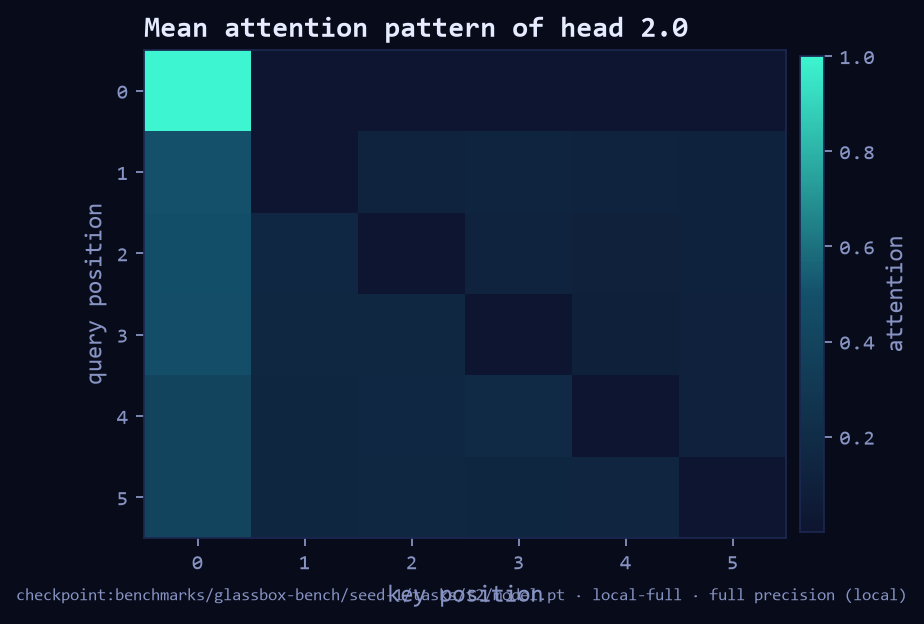 Mean attention pattern of head 2.0
1.0
0.8
0.6
0.4
0.2
attention
query position
0
1
2
3
4
5
0 1 2 3 4 5
key position
checkpoint:benchmarks/glassbox-bench/seed- .pt · local-full · full precision (local)